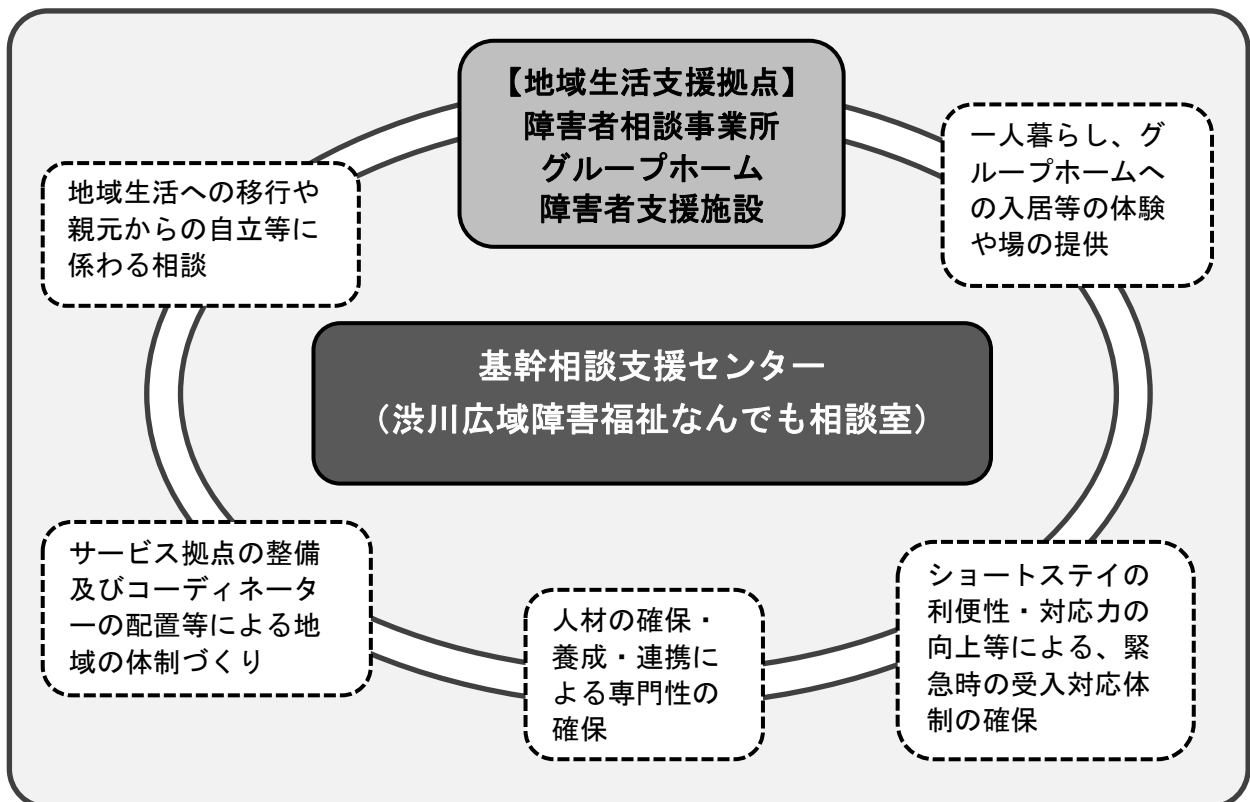 【地域生活支援拠点】
障害者相談事業所
グループホーム
障害者支援施設
一人暮らし、グ
ループホームへ
の入居等の体験
や場の提供
地域生活への移行や
親元からの自立等に
係わる相談
基幹相談支援センター
（渋川広域障害福祉なんでも相談室）
サービス拠点の整備
及びコーディネータ
ーの配置等による地
域の体制づくり
人材の確保・
養成・連携に
よる専門性の
確保
ショートステイの
利便性・対応力の
向上等による、緊
急時の受入対応体
制の確保